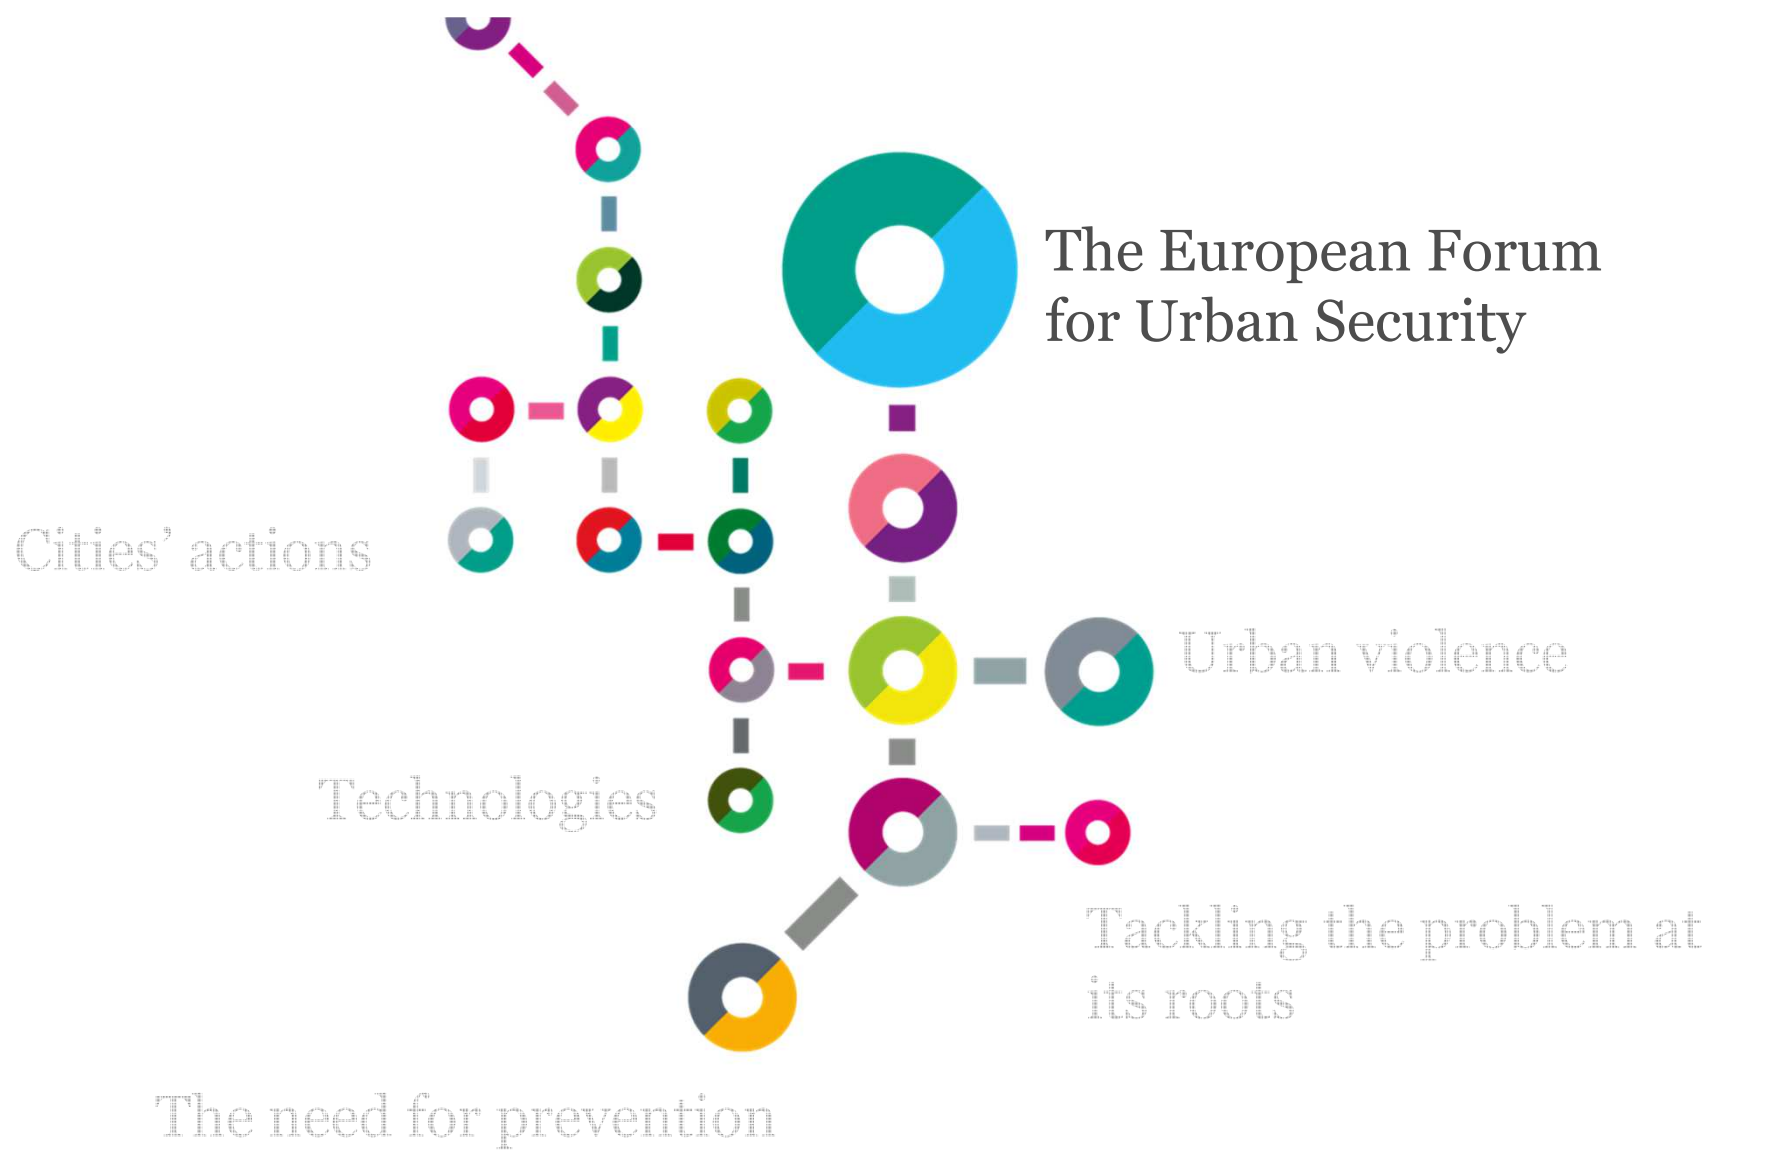 The European Forum
for Urban Security
Cities’ actions
Urban violence
Technologies
Tackling the problem at
its roots
The need for prevention